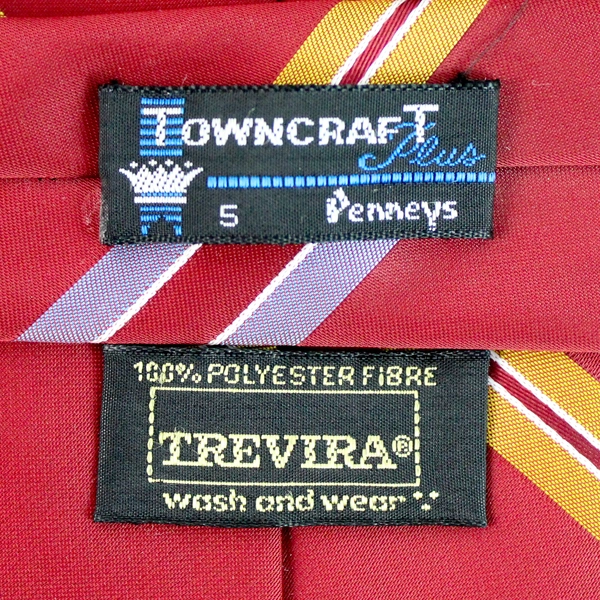 TOWNCRAFT
Plus
5 Penneys
100% POLYESTER FiBRE
TREVIRA®
wash and wear